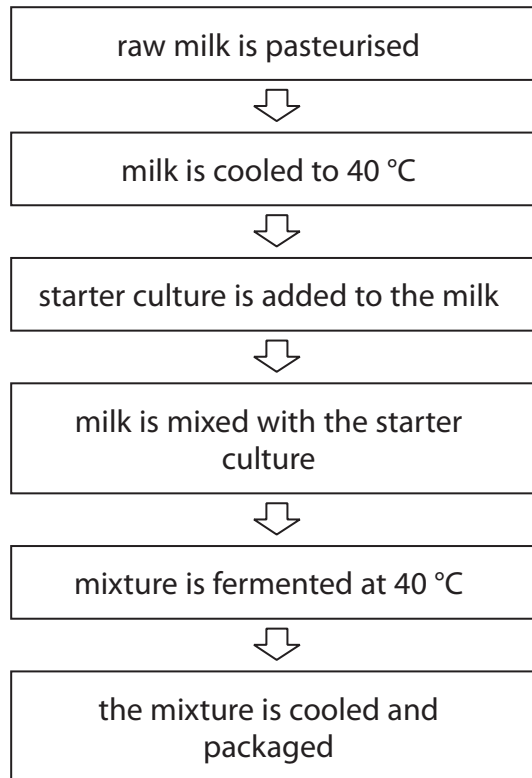 raw milk is pasteurised
milk is cooled to 40 °C
starter culture is added to the milk
milk is mixed with the starter
culture
mixture is fermented at 40 °C
the mixture is cooled and
packaged